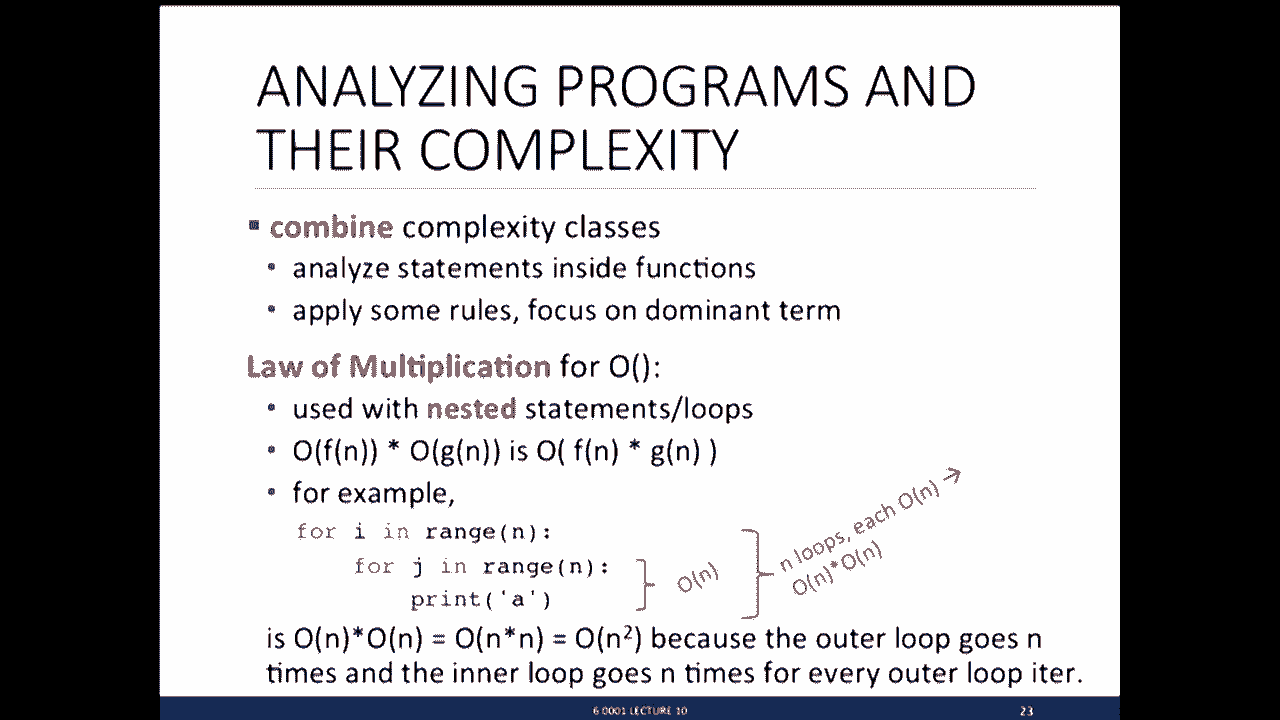 ANALYZING PROGRAMS AND
THEIR COMPLEXITY
▪ combine complexity classes
• analyze statements inside functions
• apply some rules, focus on dominant term
Law of Multiplication for O():
• used with nested statements/loops
• O(f(n)) * O(g(n)) is O( f(n) * g(n) )
• for example,
for i in range(n):
for j in range(n):
print('a')
O(n)
n loops, each O(n) →
O(n)*O(n)
is O(n)*O(n) = O(n*n) = O(n²) because the outer loop goes n
times and the inner loop goes n times for every outer loop iter.
6.0001 LECTURE 10
23